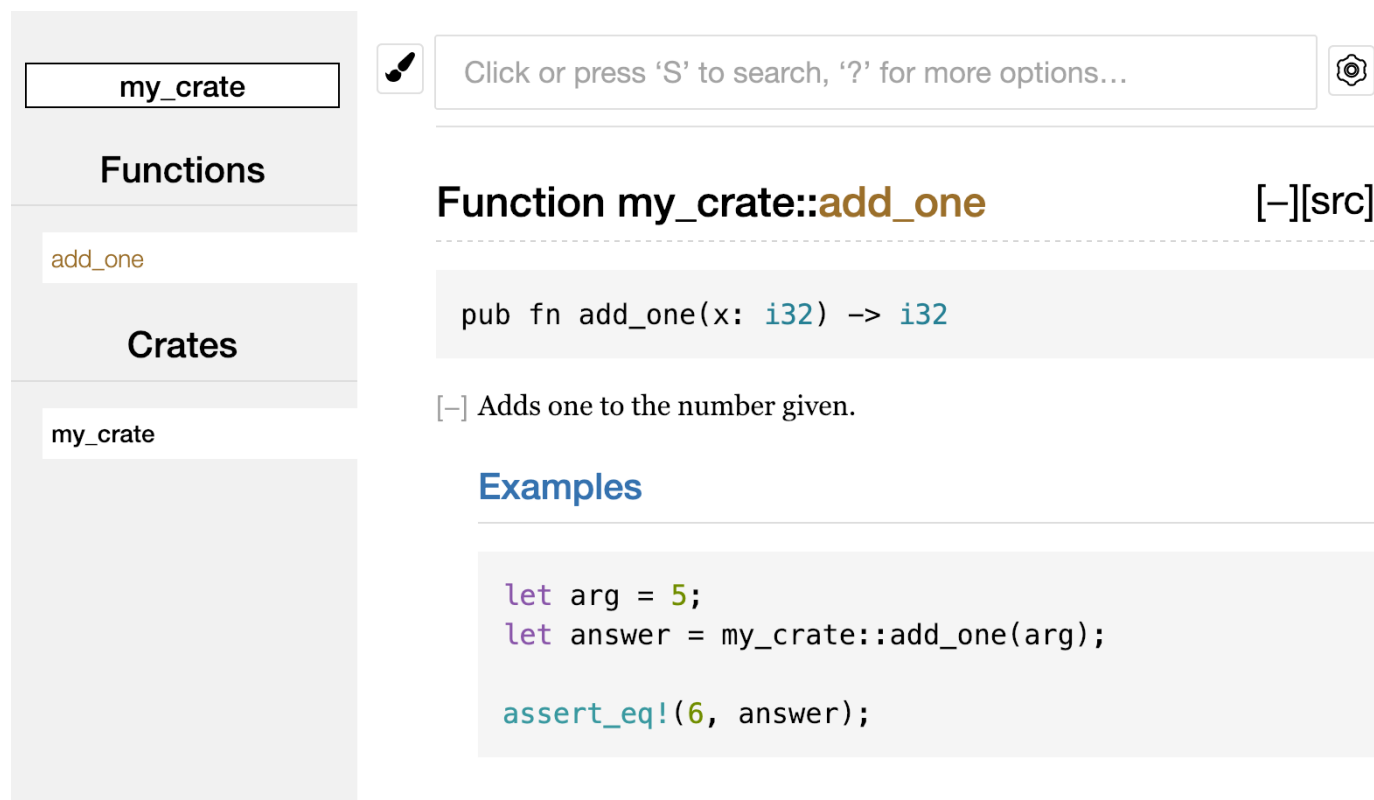 my_crate
Functions
add_one
Crates
my_crate
Click or press ‘S’ to search, ‘?’ for more options…
Function my_crate::add_one [−][src]
pub fn add_one(x: i32) -> i32
[−] Adds one to the number given.
Examples
let arg = 5;
let answer = my_crate::add_one(arg);
assert_eq!(6, answer);